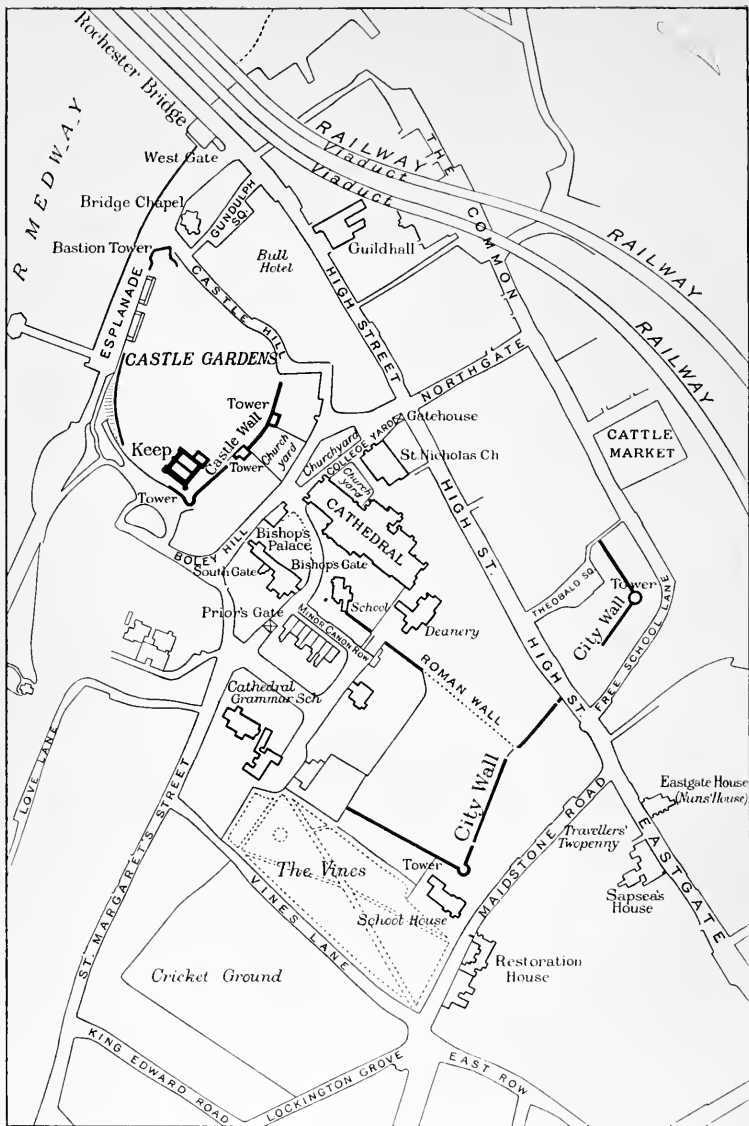 Rochester Bridge
R MEDWAY
West Gate
Bridge Chapel
GUNDULPH
SQ.
Bastion Tower
ESPLANADE
CASTLE HILL
Bull
Hotel
Guildhall
HIGH STREET
RAILWAY
Viaduct
Viaduct
THE COMMON
RAILWAY
RAILWAY
NORTHGATE
CASTLE GARDENS
Tower
Castle Wall
Keep
Tower
Church
yard
Tower
Churchyard
COLLEGE YARD
Gatehouse
St. Nicholas Ch
Church
yard
CATHEDRAL
CATTLE
MARKET
HIGH ST.
BOLEY HILL
Bishop's
Palace
Bishop's Gate
South Gate
Prior's Gate
School
MINOR CANON ROW
Deanery
THEOBALD SQ.
Tower
City Wall
FREE SCHOOL LANE
HIGH ST.
ROMAN WALL
Cathedral
Grammar Sch
City Wall
LOVE LANE
ST. MARGARET'S STREET
Eastgate House
(Nuns' House)
EASTGATE
Travellers'
Twopenny
MAIDSTONE ROAD
Sapsea's
House
The Vines
Tower
School House
VINES LANE
Restoration
House
Cricket Ground
KING EDWARD ROAD
LOCKINGTON GROVE
EAST ROW